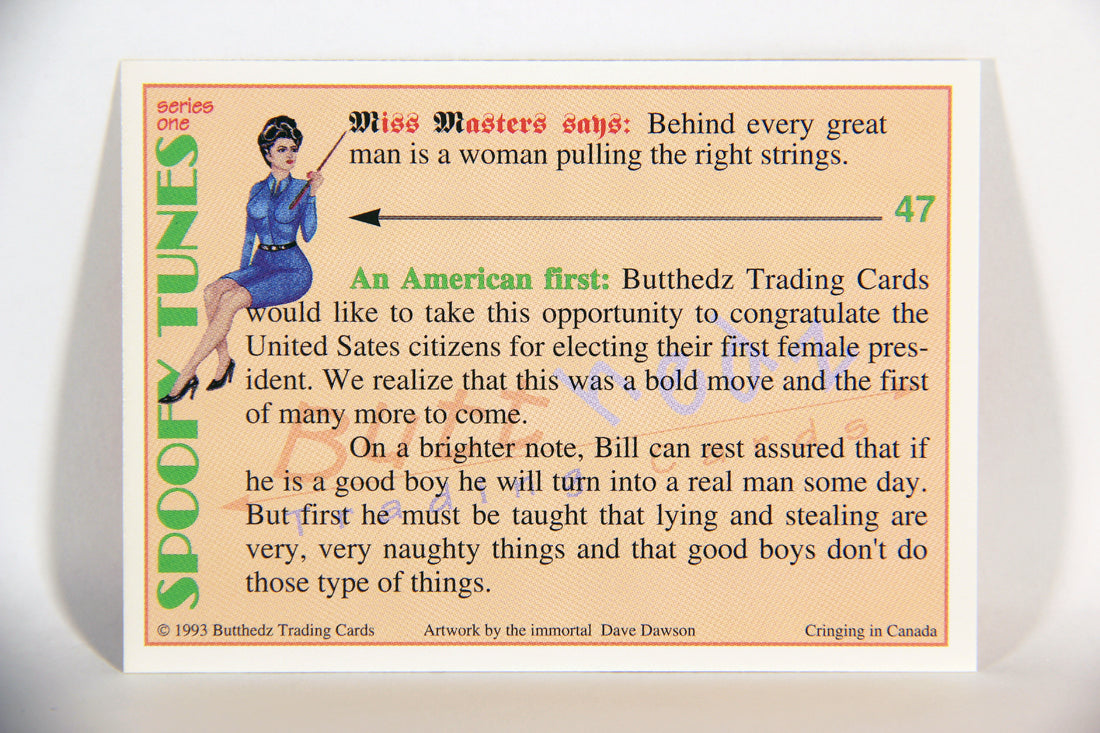 series
one
SPOOFY TUNES
Miss Masters says: Behind every great
man is a woman pulling the right strings.
47
An American first: Butthedz Trading Cards
would like to take this opportunity to congratulate the
United Sates citizens for electing their first female pres-
ident. We realize that this was a bold move and the first
of many more to come.
On a brighter note, Bill can rest assured that if
he is a good boy he will turn into a real man some day.
But first he must be taught that lying and stealing are
very, very naughty things and that good boys don't do
those type of things.
Butthedz
Trading Cards
© 1993 Butthedz Trading Cards Artwork by the immortal Dave Dawson Cringing in Canada